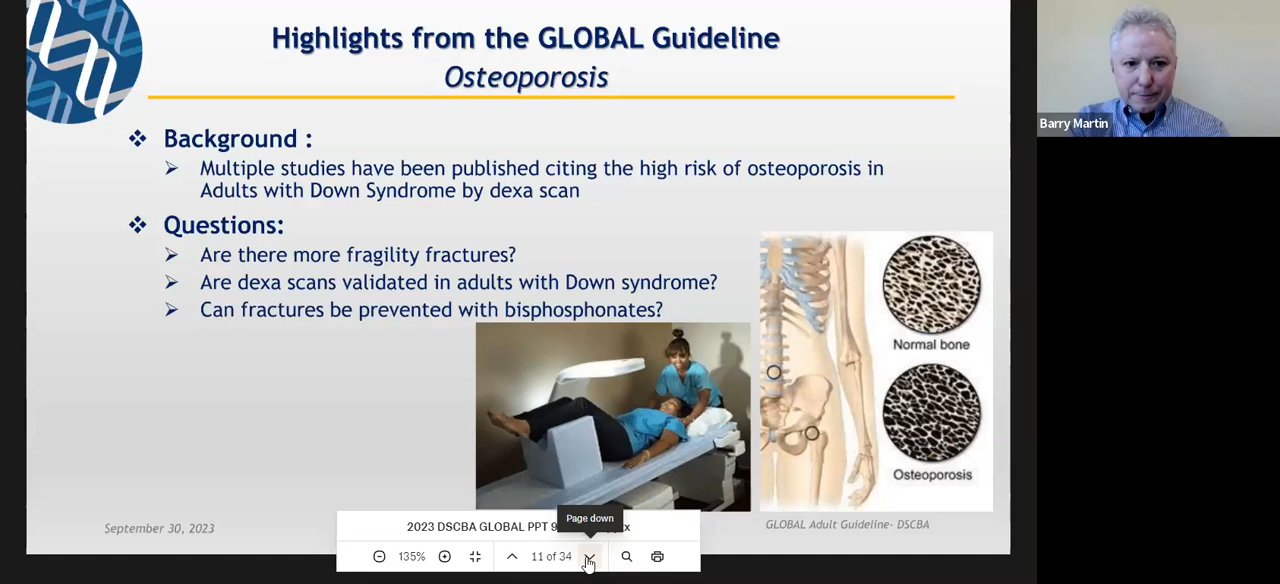 Highlights from the GLOBAL Guideline
Osteoporosis
Background :
Multiple studies have been published citing the high risk of osteoporosis in
Adults with Down Syndrome by dexa scan
Questions:
Are there more fragility fractures?
Are dexa scans validated in adults with Down syndrome?
Can fractures be prevented with bisphosphonates?
Normal bone
Osteoporosis
September 30, 2023
GLOBAL Adult Guideline- DSCBA
2023 DSCBA GLOBAL PPT 9
Page down
135%
11 of 34
Barry Martin